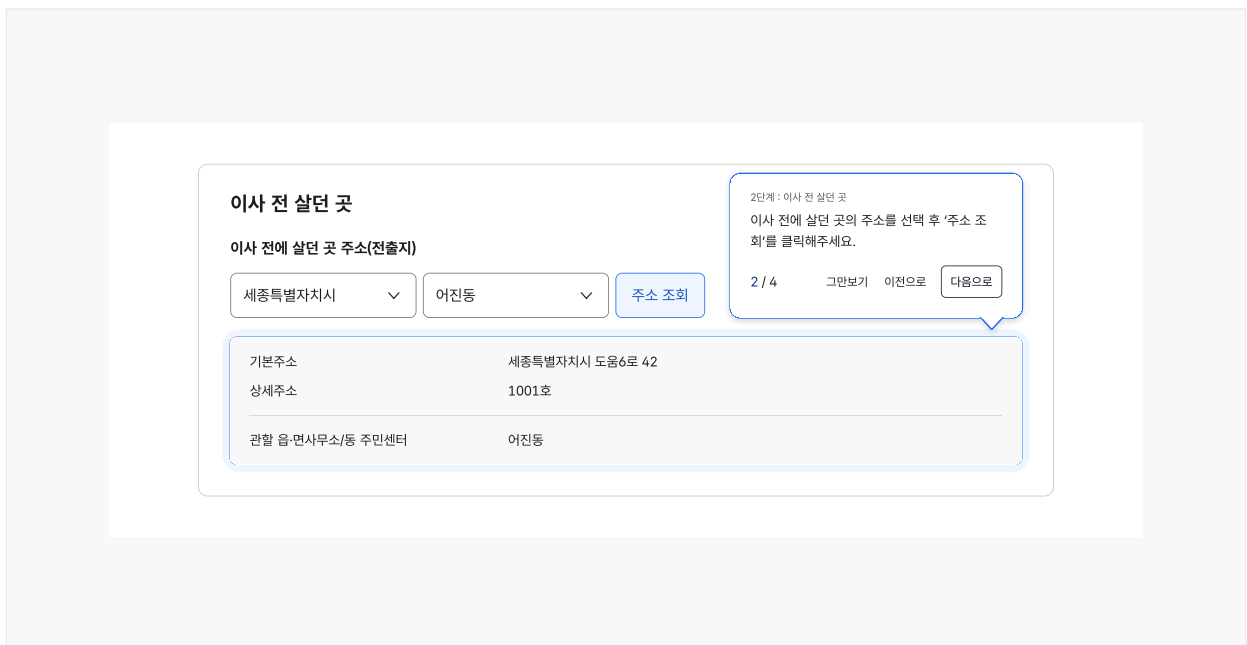 이사 전 살던 곳
이사 전에 살던 곳 주소(전출지)
세종특별자치시
어진동
주소 조회
2단계 : 이사 전 살던 곳
이사 전에 살던 곳의 주소를 선택 후 ‘주소 조
회’를 클릭해주세요.
2 / 4 그만보기 이전으로 다음으로
기본주소 세종특별자치시 도움6로 42
상세주소 1001호
관할 읍·면사무소/동 주민센터 어진동